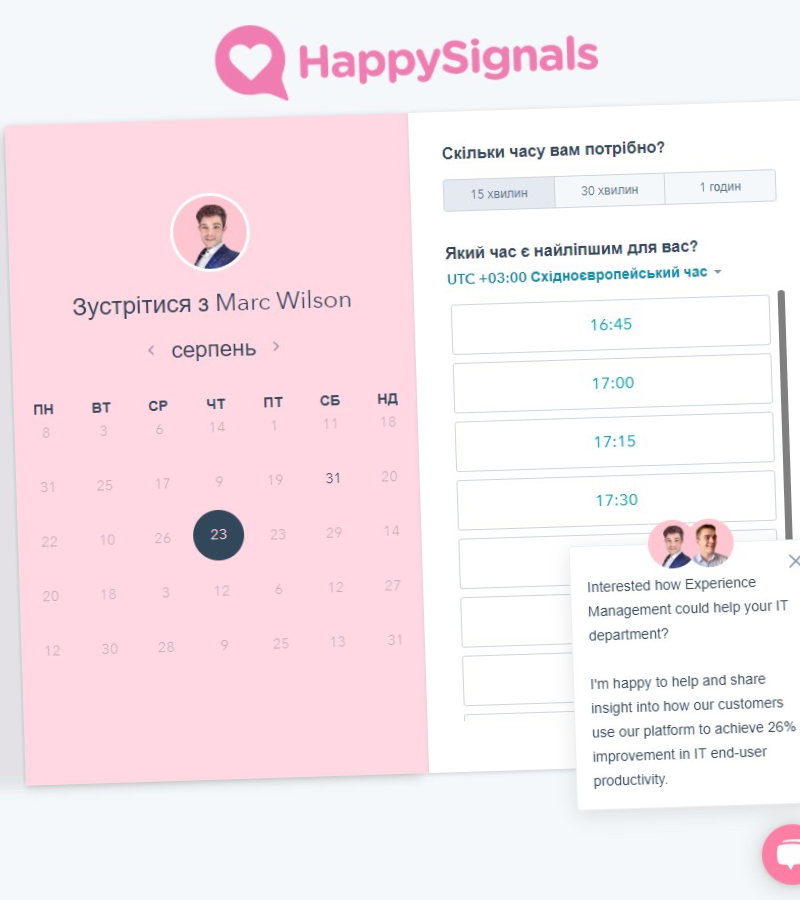 HappySignals
Зустрітися з Marc Wilson
серпень
ПН ВТ СР ЧТ ПТ СБ НД
8 3 6 14 1 11 18
31 25 17 9 19 31 20
22 10 26 23 23 29 14
20 18 3 12 6 12 27
12 30 28 9 25 13 31
Скільки часу вам потрібно?
15 хвилин 30 хвилин 1 годин
Який час є найліпшим для вас?
UTC +03:00 Східноєвропейський час
16:45
17:00
17:15
17:30
Interested how Experience
Management could help your IT
department?
I'm happy to help and share
insight into how our customers
use our platform to achieve 26%
improvement in IT end-user
productivity.